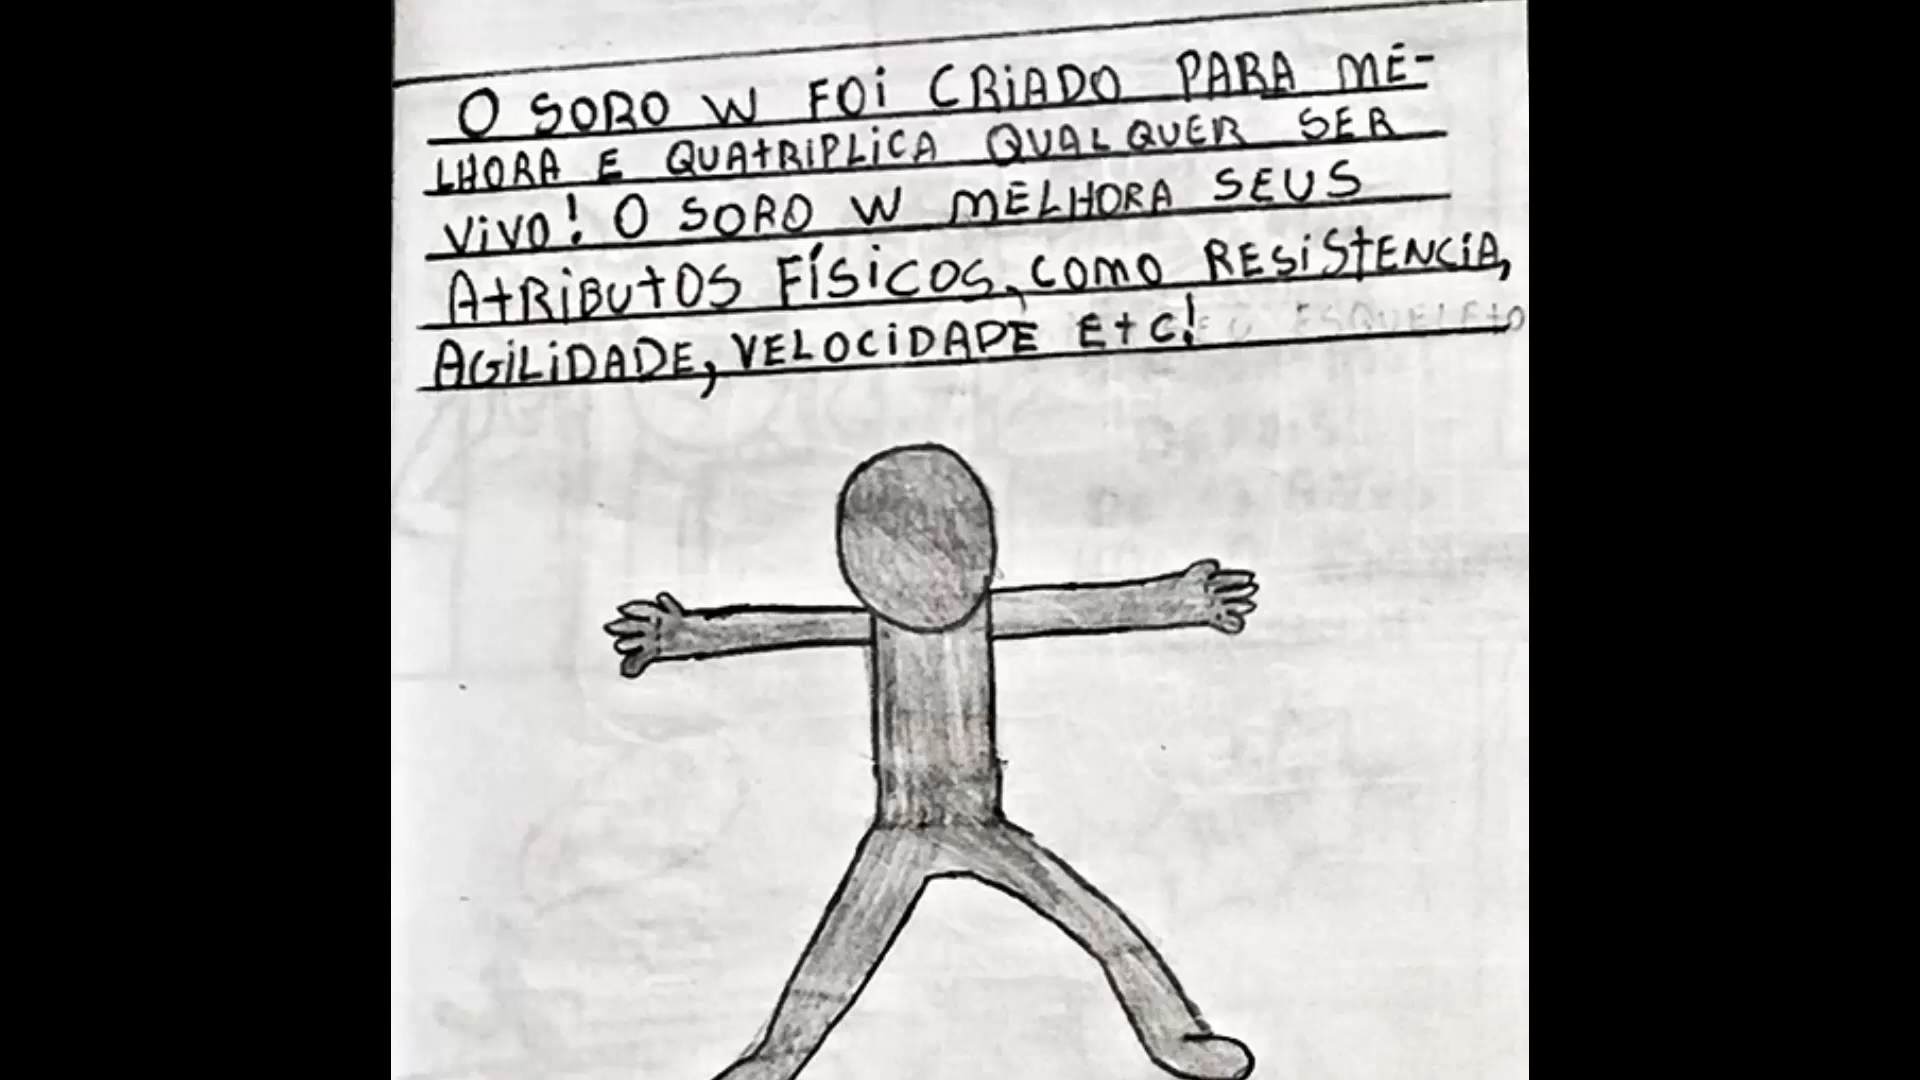 O SORO W FOi CRiADO PARA ME-
LHORA E QUAtRiPLiCA QUALQUER SER
ViVO! O SORO W MELHORA SEUS
AtRiBUtOS FÍSiCOS, COMO RESiStENCiA,
AGiLiDADE, VELOCiDADE EtC!
ESQUELEtO